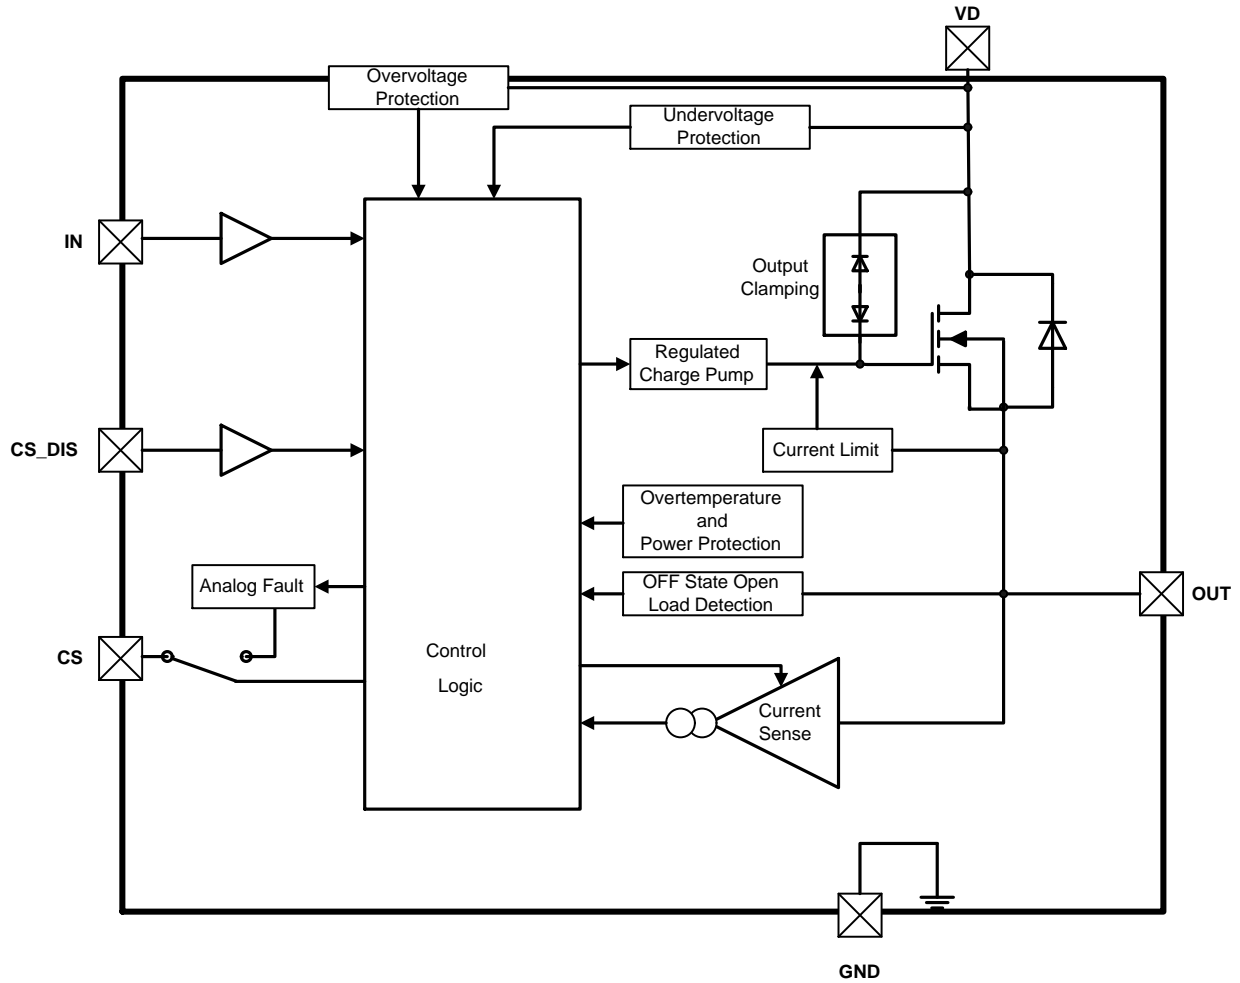 VD
Overvoltage
Protection
Undervoltage
Protection
IN
Output
Clamping
Regulated
Charge Pump
CS_DIS
Current Limit
Overtemperature
and
Power Protection
Analog Fault
OFF State Open
Load Detection
OUT
CS
Control
Logic
Current
Sense
GND